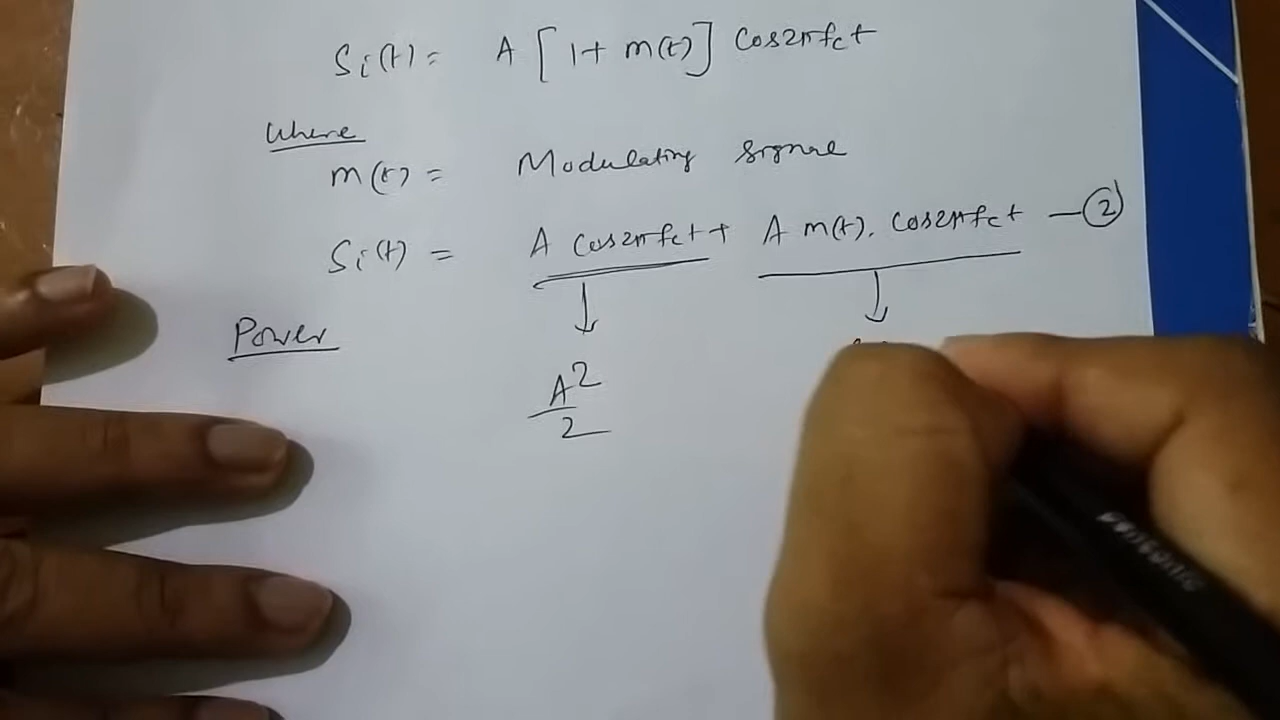 Si(t) = A [1 + m(t)] Cos2πfct
Where
m(t) = Modulating signal
Si(t) = A Cos2πfct + A m(t). Cos2πfct — ②
Power
A²/2